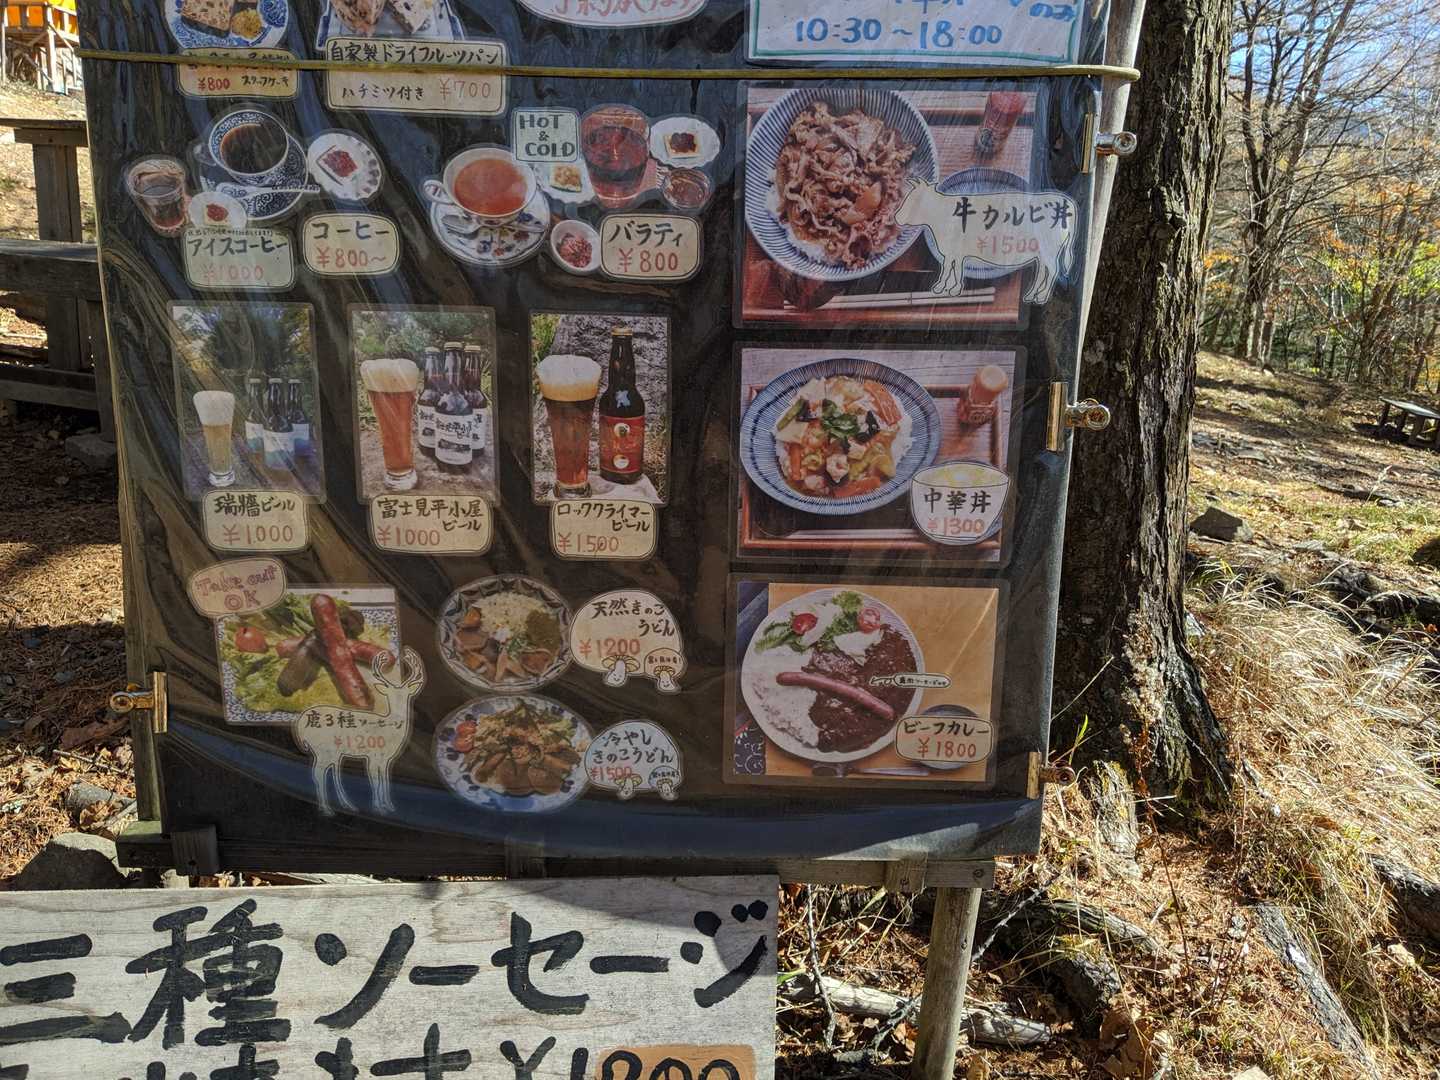 のみ
10:30～18:00
¥800
自家製ドライフルーツパン
ハチミツ付き ¥700
HOT
&
COLD
アイスコーヒー
¥1000
コーヒー
¥800～
バラティ
¥800
牛カルビ丼
¥1500
瑞牆ビール
¥1000
富士見平小屋
ビール
¥1000
ロッククライマー
ビール
¥1,500
中華丼
¥1300
Take out
OK
鹿3種ソーセージ
¥1200
天然きのこ
うどん
¥1200
冷やし
きのこうどん
¥1500
ビーフカレー
¥1800
三種ソーセージ
¥1800